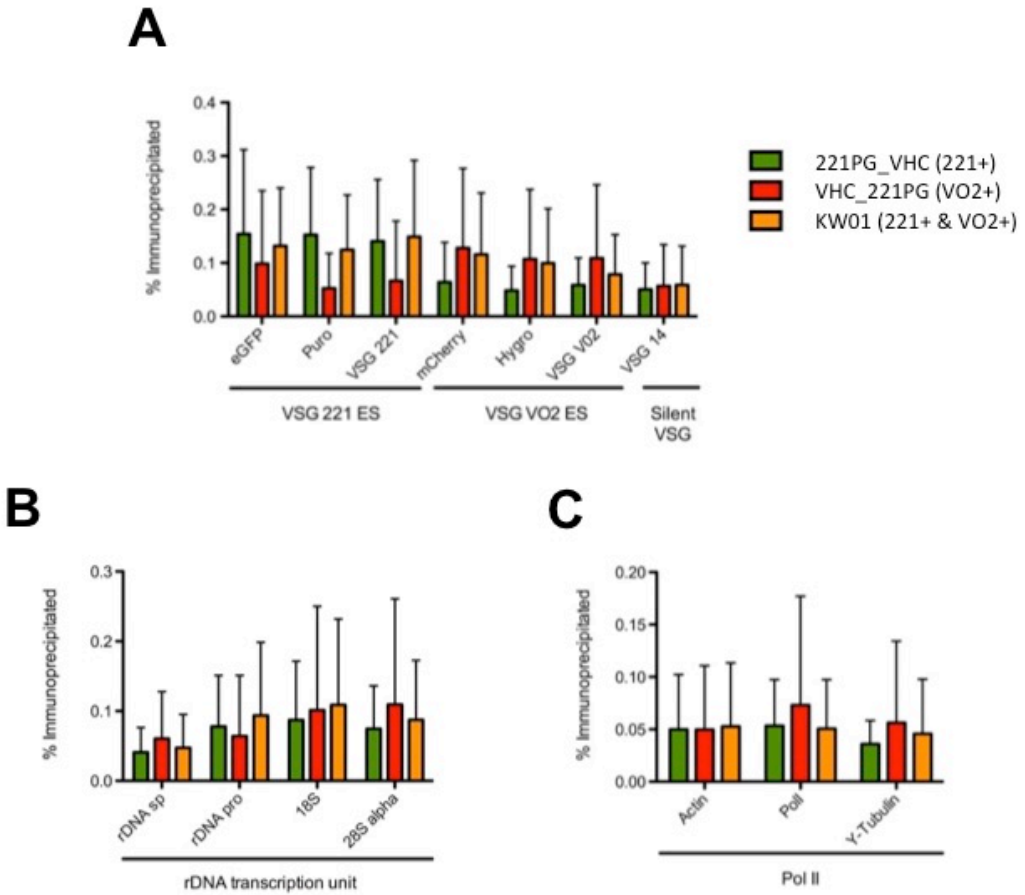 A
% Immunoprecipitated
0.4
0.3
0.2
0.1
0.0
eGFP
Puro
VSG 221
mCherry
Hygro
VSG V02
VSG 14
VSG 221 ES
VSG VO2 ES
Silent
VSG
221PG_VHC (221+)
VHC_221PG (VO2+)
KW01 (221+ & VO2+)
B
% Immunoprecipitated
0.3
0.2
0.1
0.0
rDNA sp
rDNA pro
18S
28S alpha
rDNA transcription unit
C
% Immunoprecipitated
0.20
0.15
0.10
0.05
0.00
Actin
PolI
Y-Tubulin
Pol II